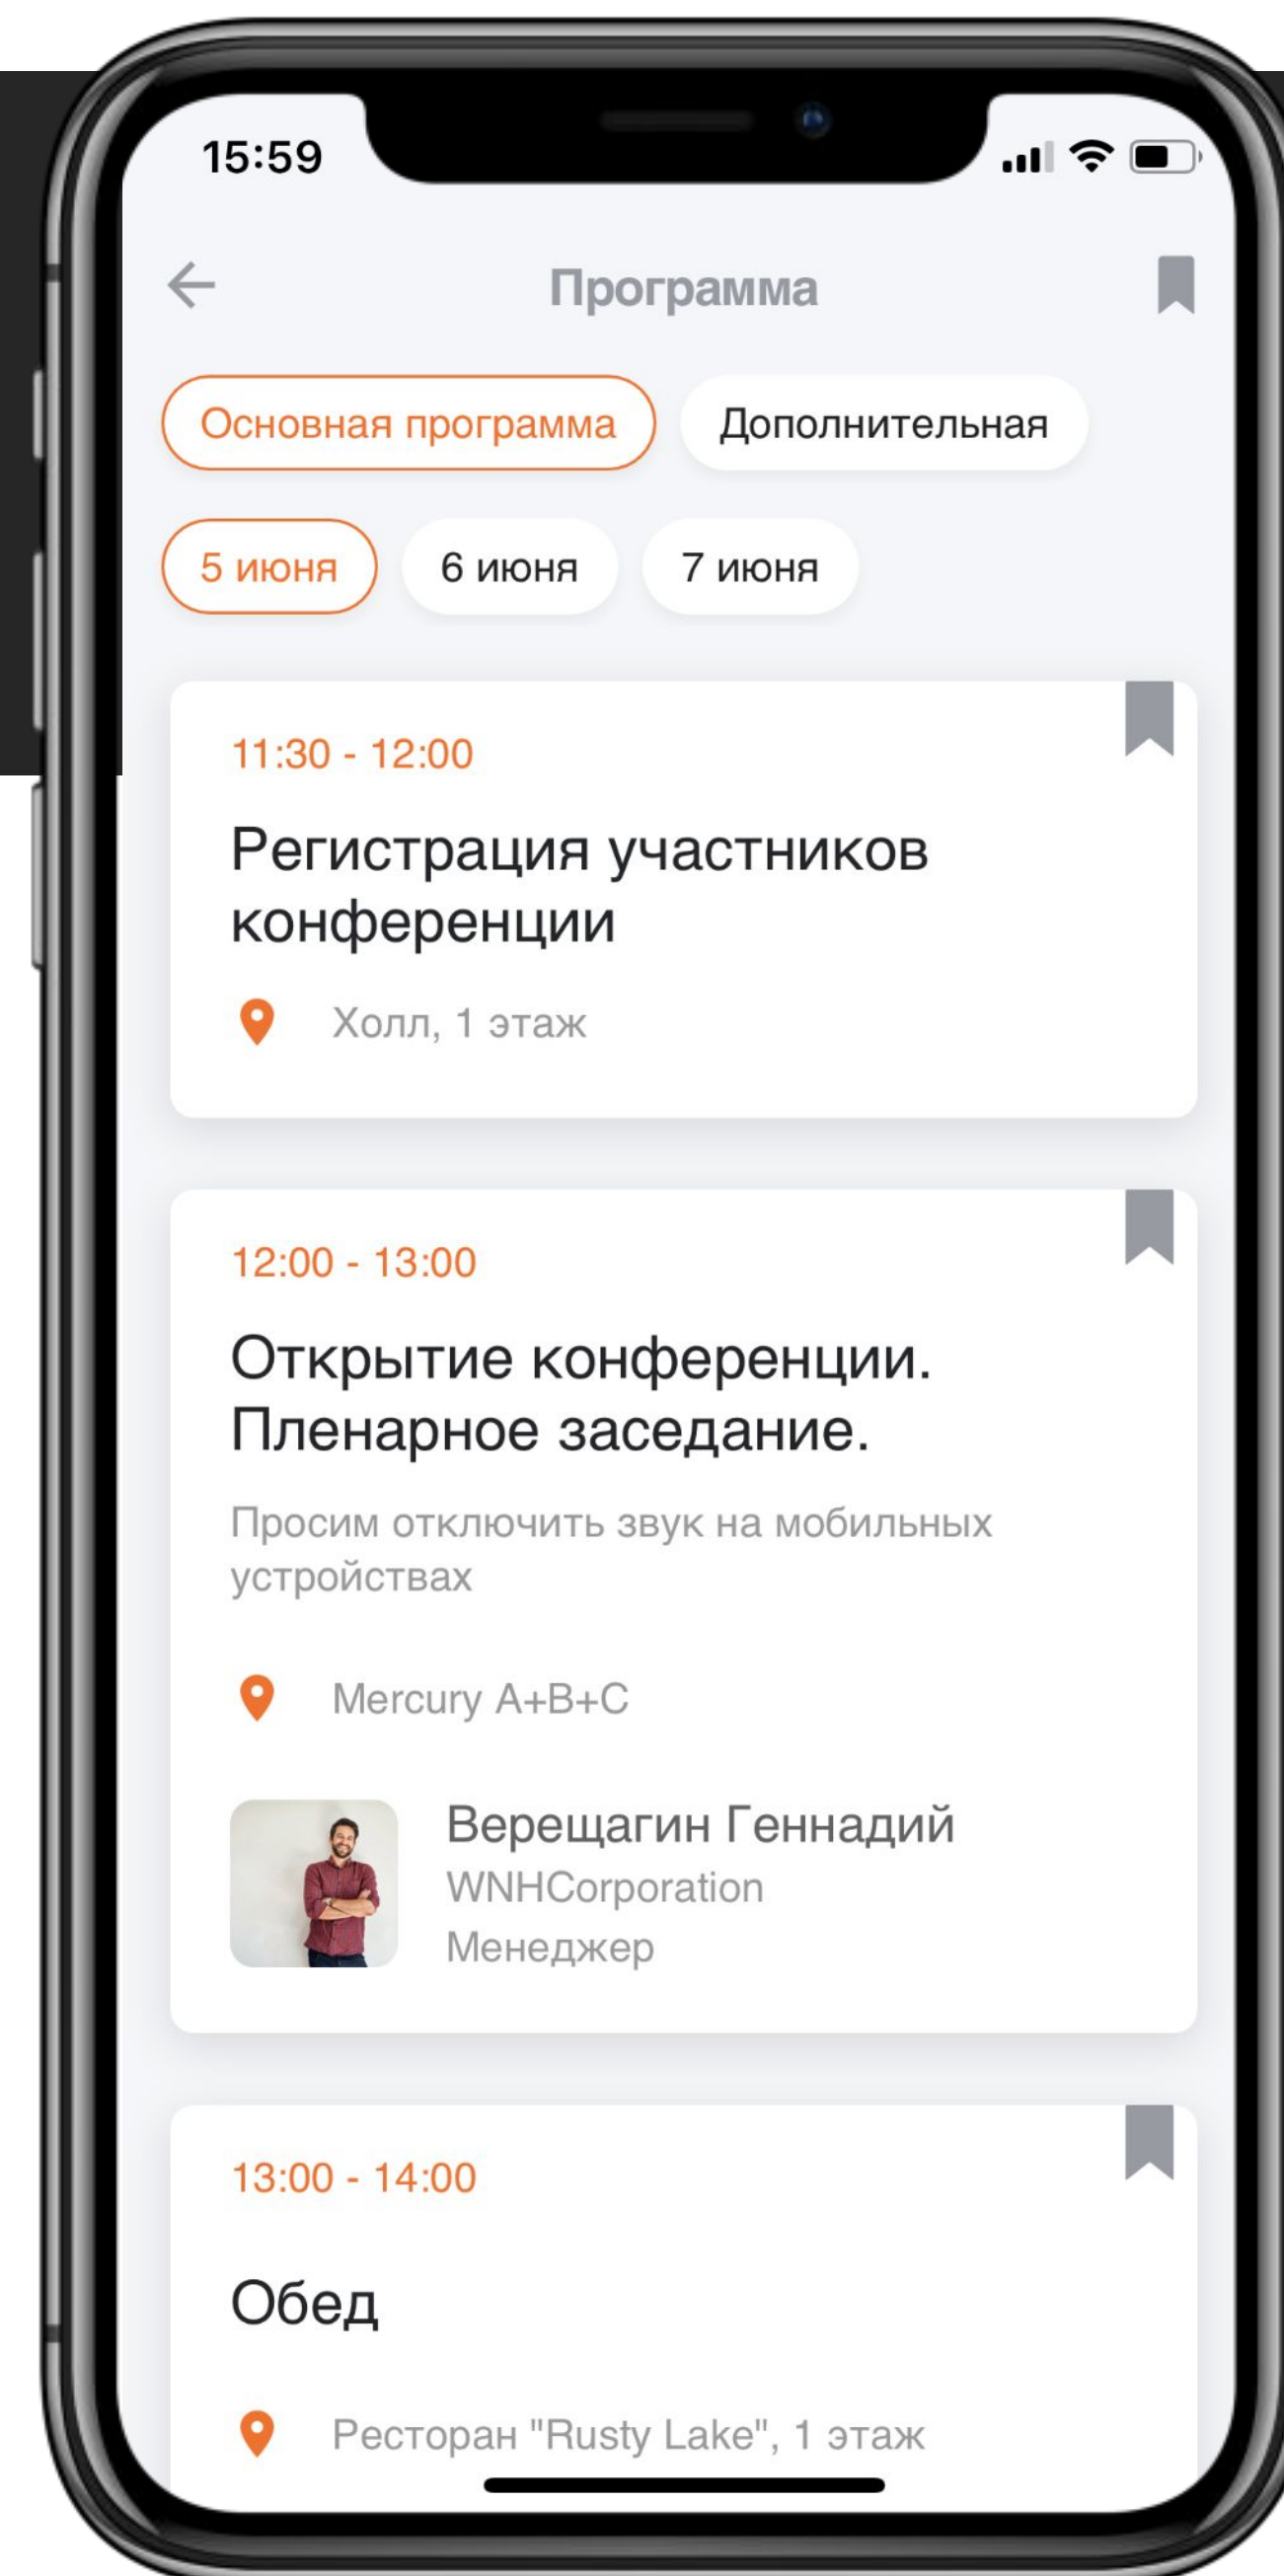 15:59
Программа
Основная программа
Дополнительная
5 июня
6 июня
7 июня
11:30 - 12:00
Регистрация участников
конференции
Холл, 1 этаж
12:00 - 13:00
Открытие конференции.
Пленарное заседание.
Просим отключить звук на мобильных
устройствах
Mercury A+B+C
Верещагин Геннадий
WNHCorporation
Менеджер
13:00 - 14:00
Обед
Ресторан "Rusty Lake", 1 этаж